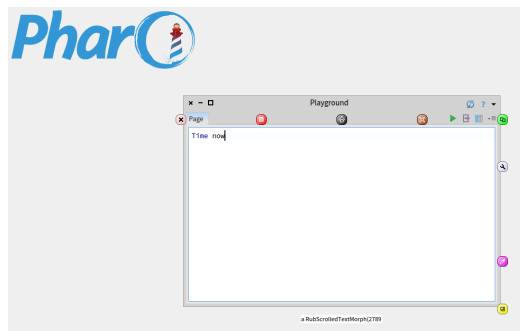 Pharo
Playground
?
Page
Time now
a RubScrolledTextMorph(2789